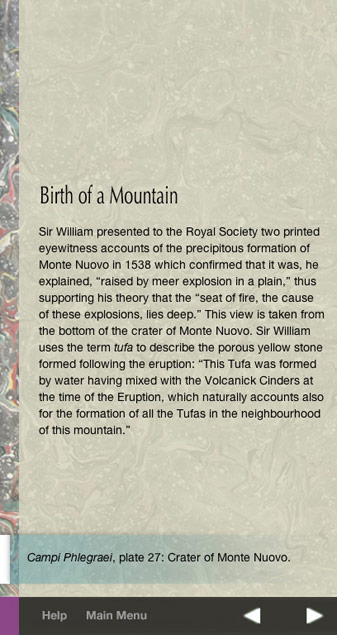 Birth of a Mountain
Sir William presented to the Royal Society two printed
eyewitness accounts of the precipitous formation of
Monte Nuovo in 1538 which confirmed that it was, he
explained, “raised by meer explosion in a plain,” thus
supporting his theory that the “seat of fire, the cause
of these explosions, lies deep.” This view is taken from
the bottom of the crater of Monte Nuovo. Sir William
uses the term tufa to describe the porous yellow stone
formed following the eruption: “This Tufa was formed
by water having mixed with the Volcanick Cinders at
the time of the Eruption, which naturally accounts also
for the formation of all the Tufas in the neighbourhood
of this mountain.”
Campi Phlegraei, plate 27: Crater of Monte Nuovo.
Help Main Menu